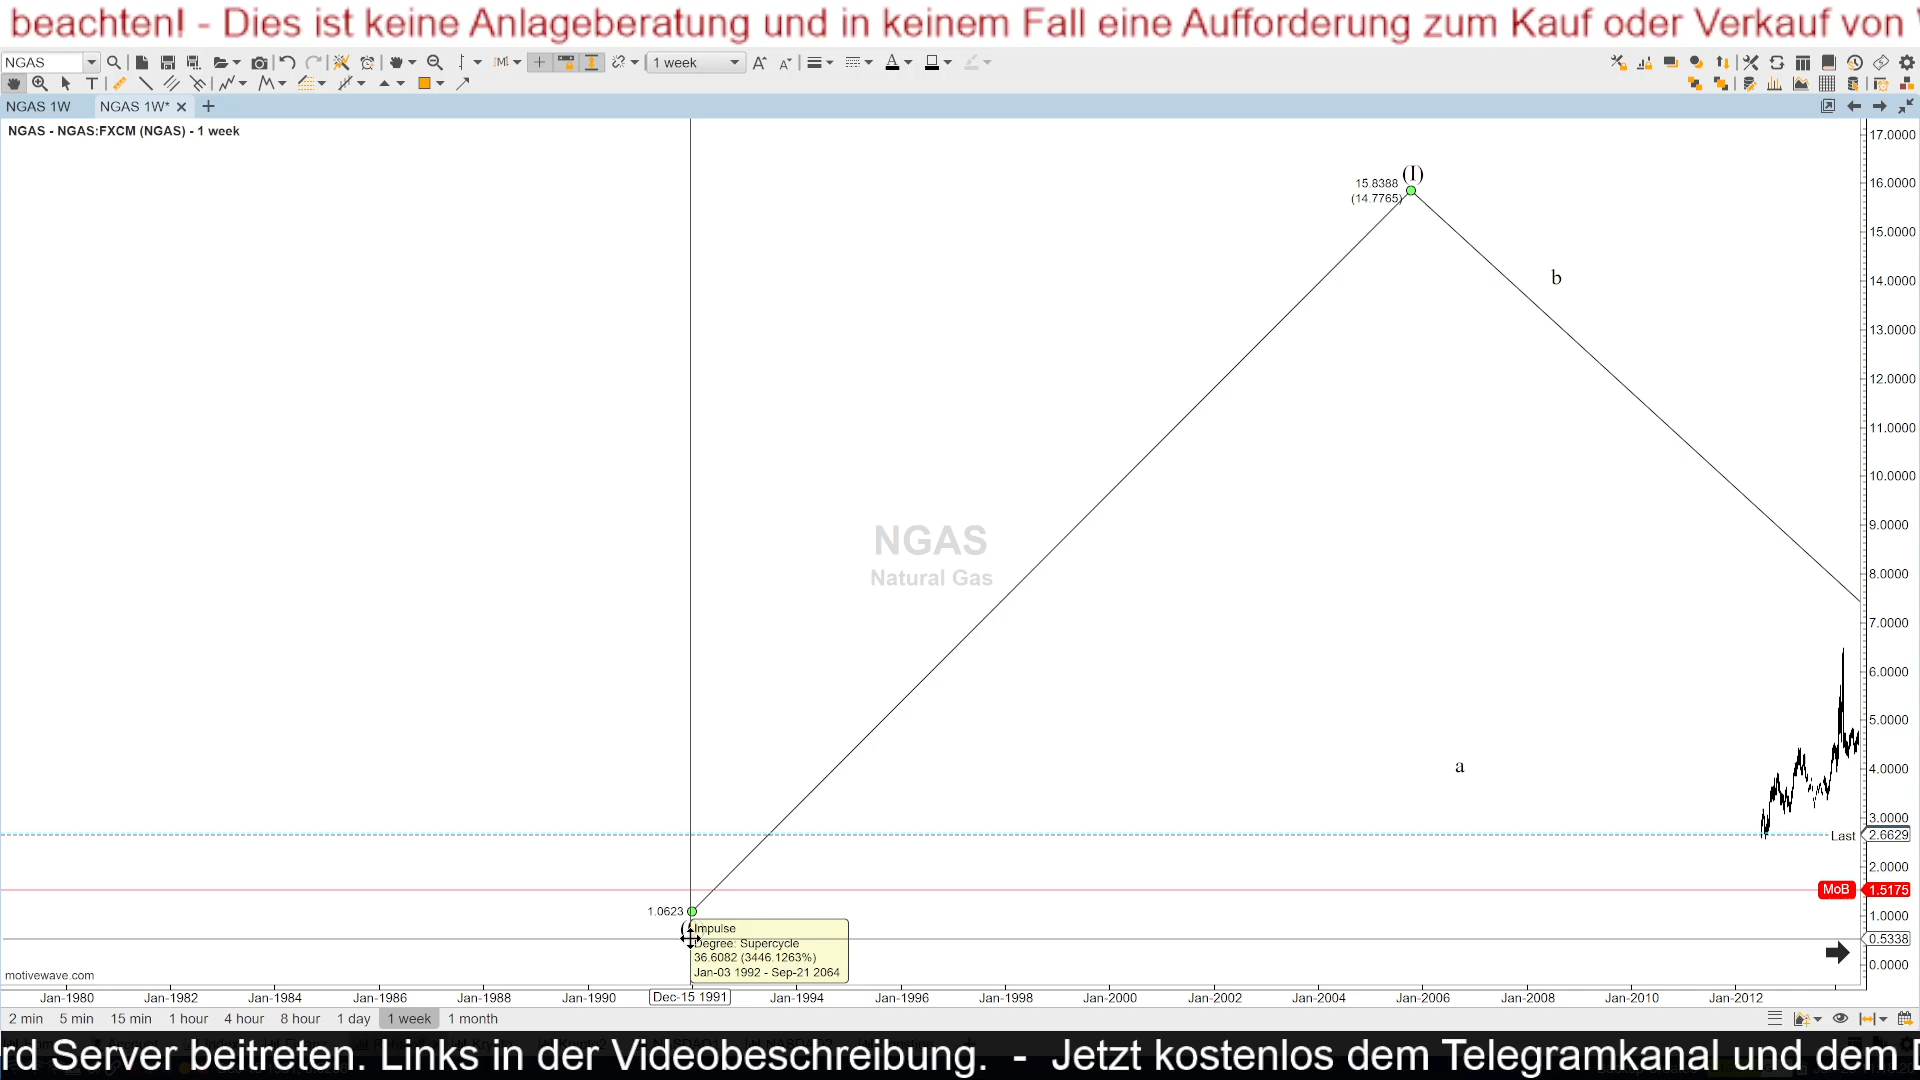 beachten! - Dies ist keine Anlageberatung und in keinem Fall eine Aufforderung zum Kauf oder Verkauf von
NGAS
1 week
NGAS 1W
NGAS 1W*
NGAS - NGAS:FXCM (NGAS) - 1 week
17.0000
(I)
15.8388
16.0000
(14.7765)
15.0000
b
14.0000
13.0000
12.0000
11.0000
10.0000
NGAS
9.0000
Natural Gas
8.0000
7.0000
6.0000
5.0000
a
4.0000
3.0000
Last
2.6629
2.0000
MoB
1.5175
1.0623
1.0000
Impulse
Degree: Supercycle
0.5338
36.6082 (3446.1263%)
Jan-03 1992 - Sep-21 2064
0.0000
motivewave.com
Jan-1980
Jan-1982
Jan-1984
Jan-1986
Jan-1988
Jan-1990
Dec-15 1991
Jan-1994
Jan-1996
Jan-1998
Jan-2000
Jan-2002
Jan-2004
Jan-2006
Jan-2008
Jan-2010
Jan-2012
2 min
5 min
15 min
1 hour
4 hour
8 hour
1 day
1 week
1 month
rd Server beitreten. Links in der Videobeschreibung. - Jetzt kostenlos dem Telegramkanal und dem